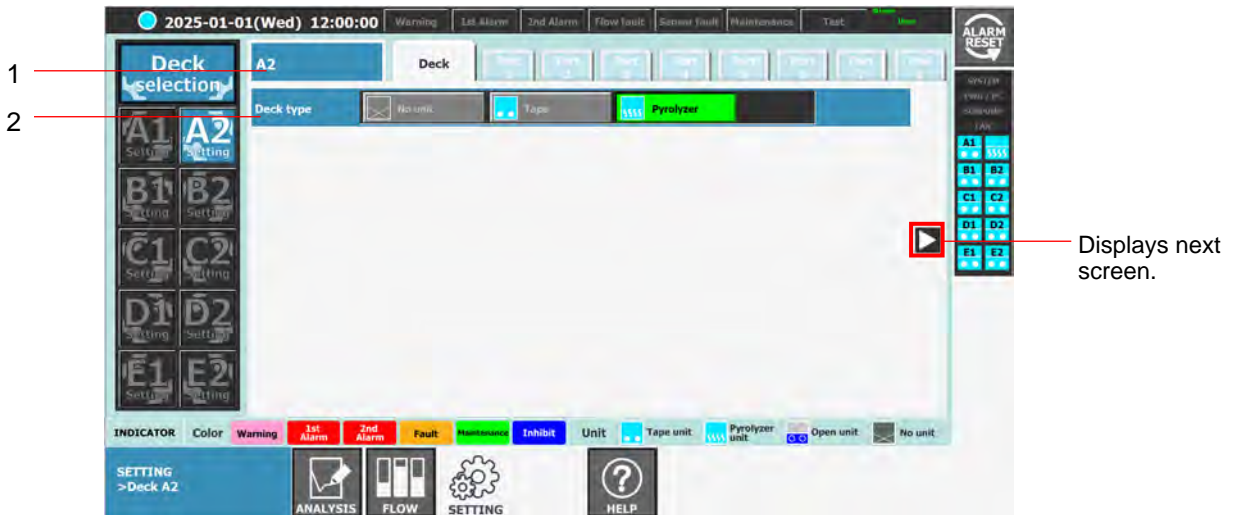 2025-01-01(Wed) 12:00:00 Warning 1st Alarm 2nd Alarm Flow fault Sensor fault Maintenance Test
ALARM
RESET
1
Deck
selection
A2
Deck
2
Deck type
No unit
Tape
Pyrolyzer
SYSTEM
LAN
A1
Setting
A2
Setting
B1
Setting
B2
Setting
C1
Setting
C2
Setting
D1
Setting
D2
Setting
E1
Setting
E2
Setting
A1
B1 B2
C1 C2
D1 D2
E1 E2
Displays next
screen.
INDICATOR Color Warning 1st Alarm 2nd Alarm Fault Maintenance Inhibit Unit Tape unit Pyrolyzer unit Open unit No unit
SETTING
>Deck A2
ANALYSIS FLOW SETTING HELP